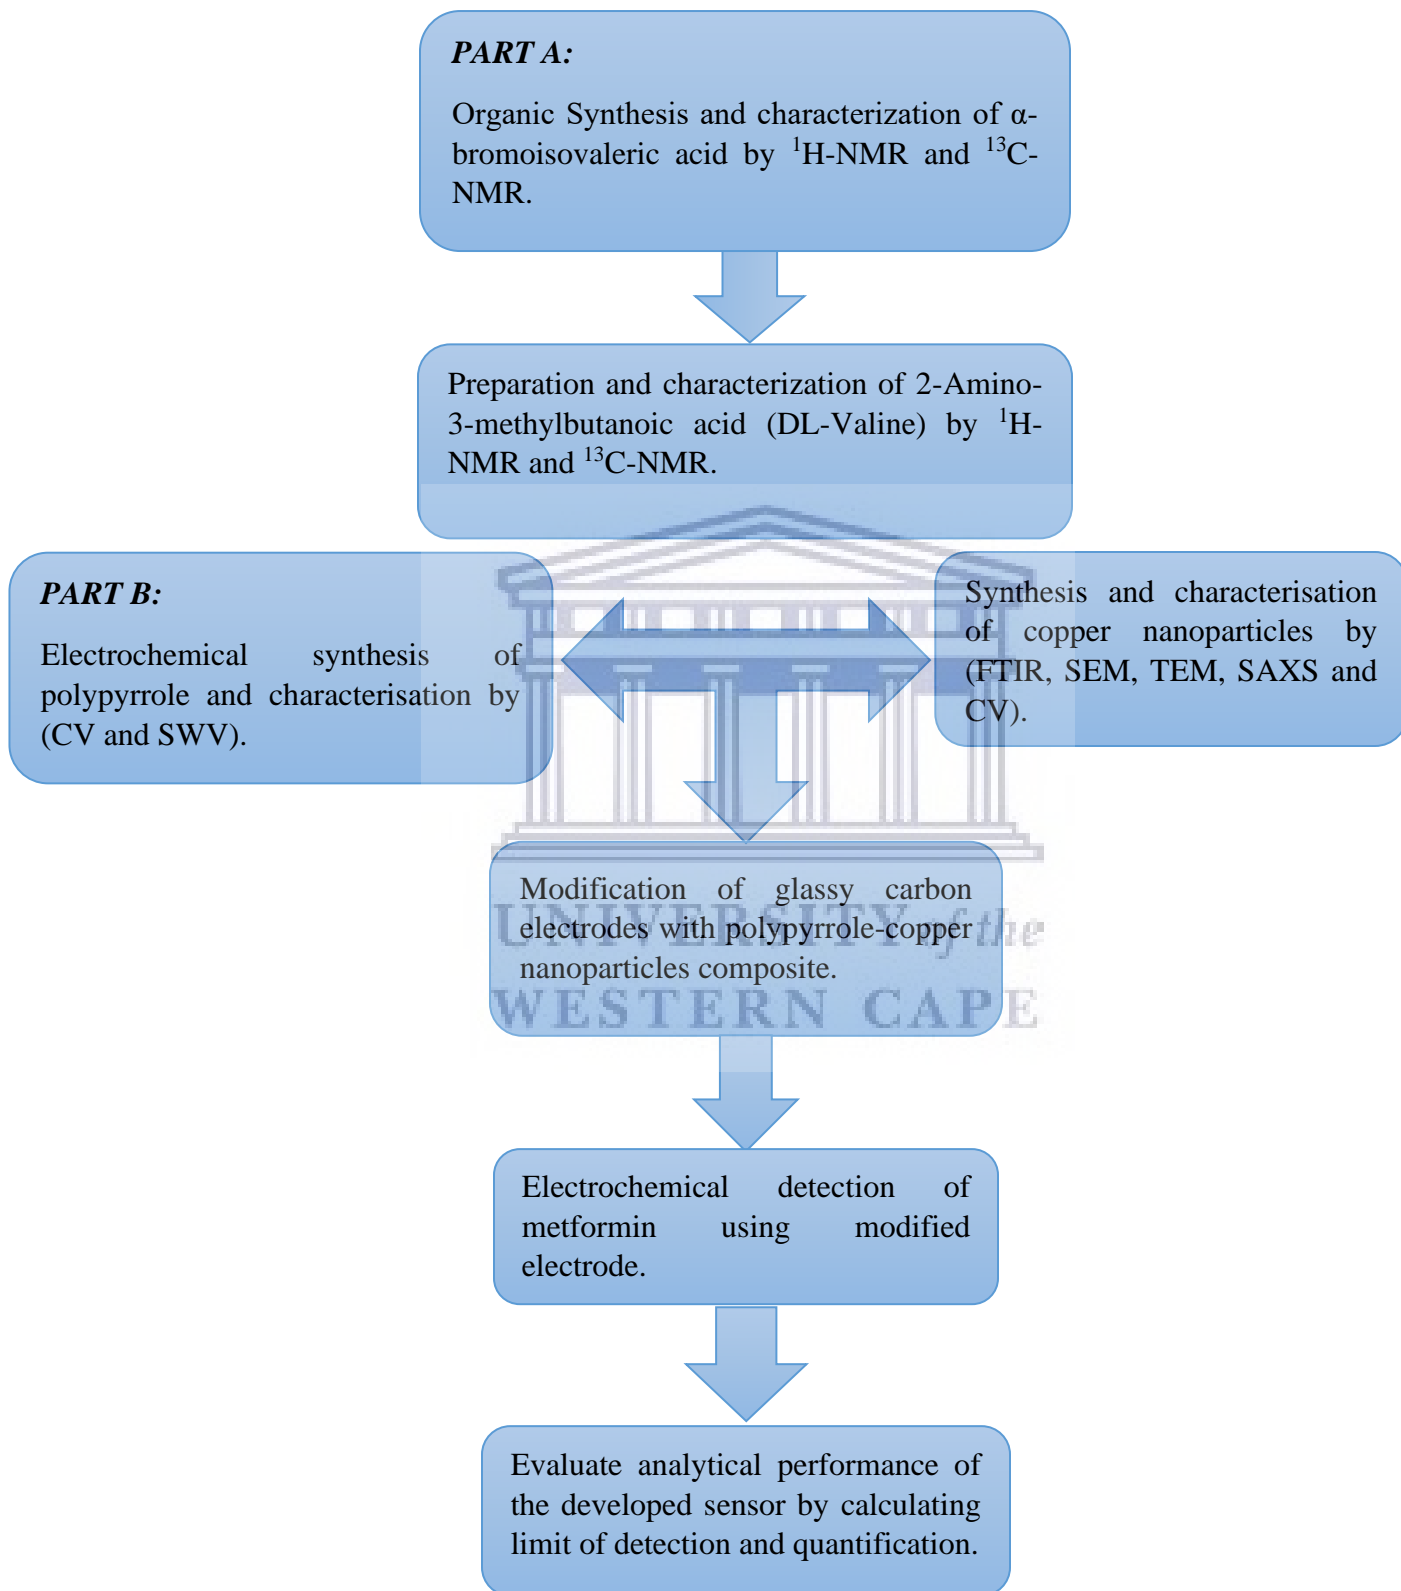 PART A:
Organic Synthesis and characterization of α-
bromoisovaleric acid by ¹H-NMR and ¹³C-
NMR.
Preparation and characterization of 2-Amino-
3-methylbutanoic acid (DL-Valine) by ¹H-
NMR and ¹³C-NMR.
PART B:
Electrochemical synthesis of
polypyrrole and characterisation by
(CV and SWV).
Synthesis and characterisation
of copper nanoparticles by
(FTIR, SEM, TEM, SAXS and
CV).
Modification of glassy carbon
electrodes with polypyrrole-copper
nanoparticles composite.
UNIVERSITY of the
WESTERN CAPE
Electrochemical detection of
metformin using modified
electrode.
Evaluate analytical performance of
the developed sensor by calculating
limit of detection and quantification.